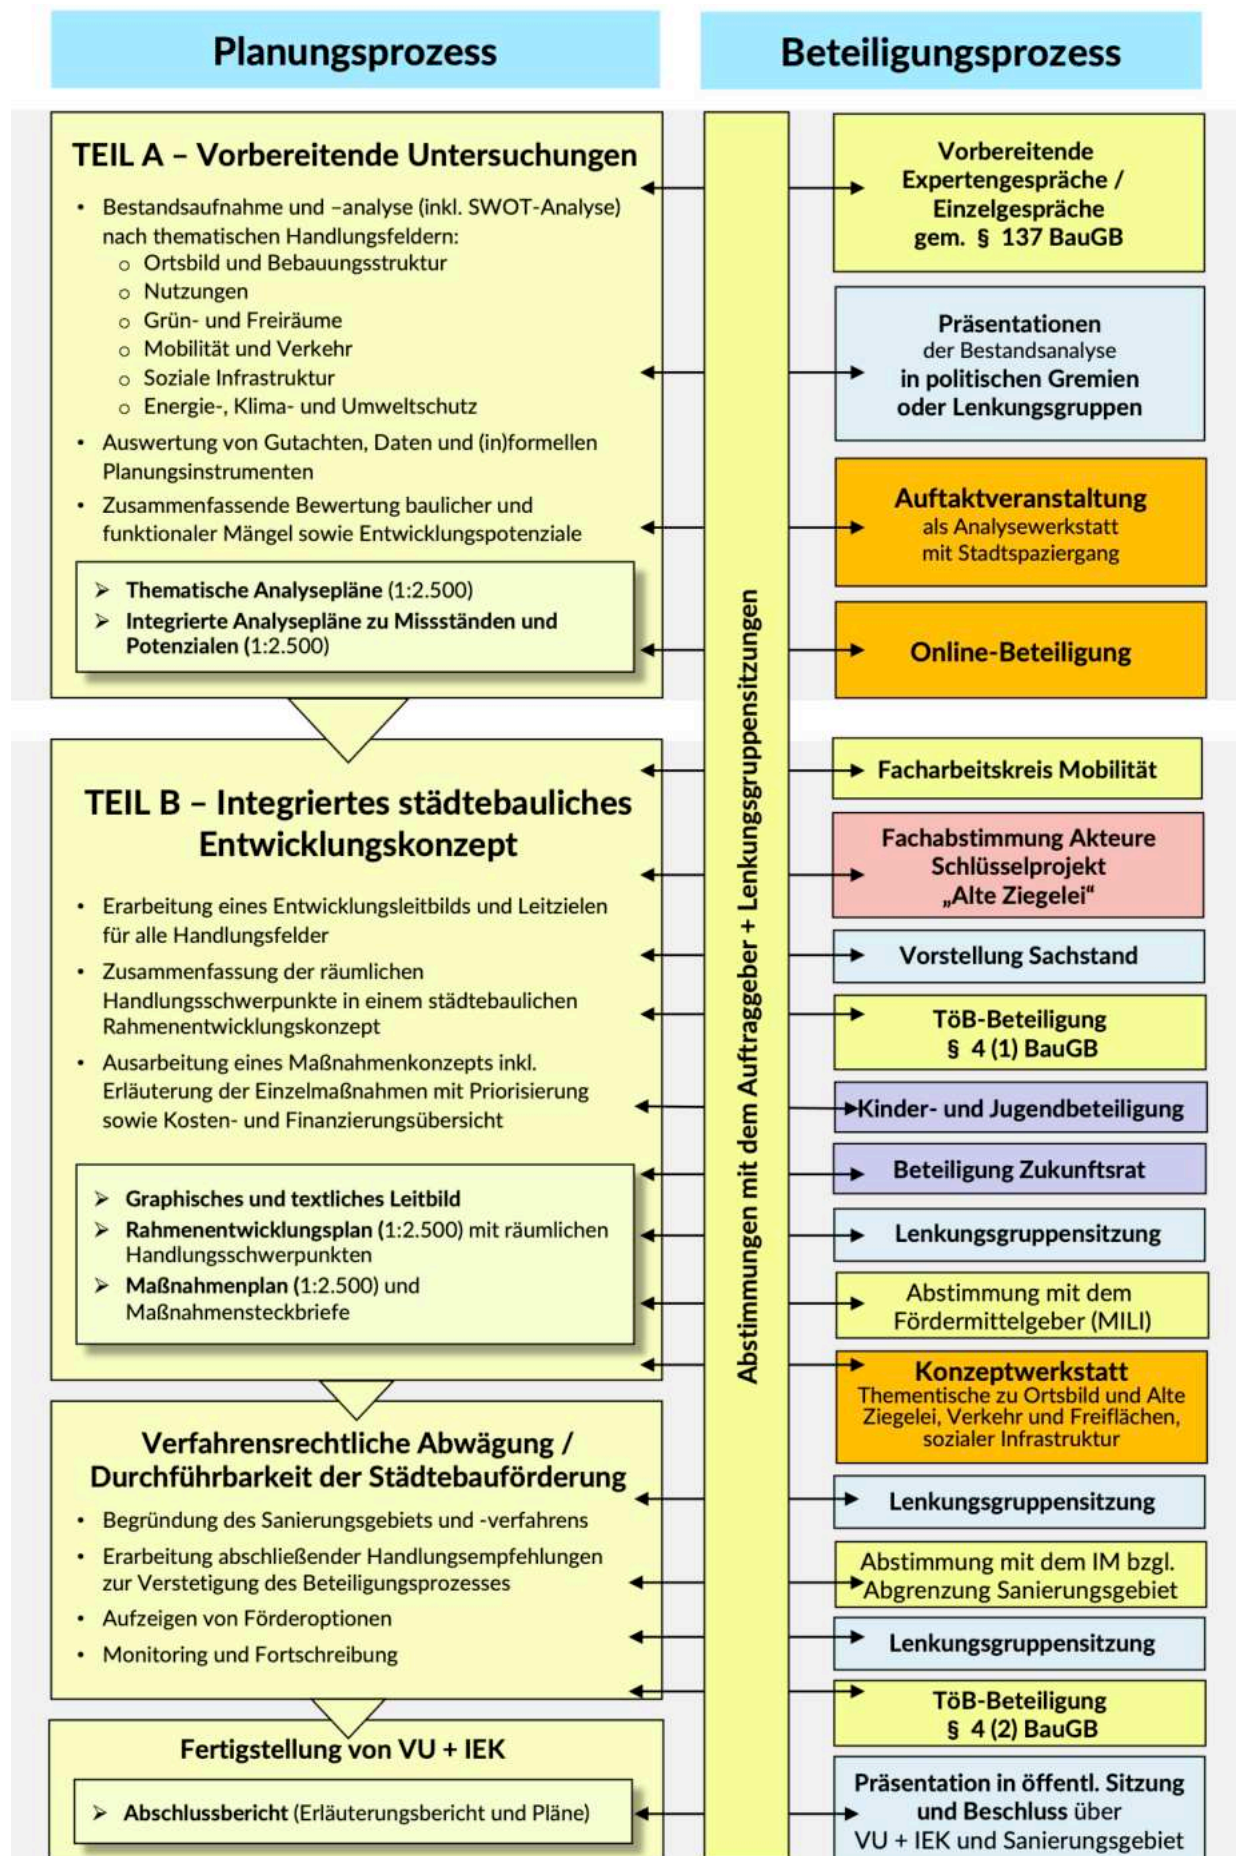 Planungsprozess
Beteiligungsprozess
TEIL A – Vorbereitende Untersuchungen
• Bestandsaufnahme und –analyse (inkl. SWOT-Analyse)
nach thematischen Handlungsfeldern:
o Ortsbild und Bebauungsstruktur
o Nutzungen
o Grün- und Freiräume
o Mobilität und Verkehr
o Soziale Infrastruktur
o Energie-, Klima- und Umweltschutz
• Auswertung von Gutachten, Daten und (in)formellen
Planungsinstrumenten
• Zusammenfassende Bewertung baulicher und
funktionaler Mängel sowie Entwicklungspotenziale
➢ Thematische Analysepläne (1:2.500)
➢ Integrierte Analysepläne zu Missständen und
Potenzialen (1:2.500)
TEIL B – Integriertes städtebauliches
Entwicklungskonzept
• Erarbeitung eines Entwicklungsleitbilds und Leitzielen
für alle Handlungsfelder
• Zusammenfassung der räumlichen
Handlungsschwerpunkte in einem städtebaulichen
Rahmenentwicklungskonzept
• Ausarbeitung eines Maßnahmenkonzepts inkl.
Erläuterung der Einzelmaßnahmen mit Priorisierung
sowie Kosten- und Finanzierungsübersicht
➢ Graphisches und textliches Leitbild
➢ Rahmenentwicklungsplan (1:2.500) mit räumlichen
Handlungsschwerpunkten
➢ Maßnahmenplan (1:2.500) und
Maßnahmensteckbriefe
Verfahrensrechtliche Abwägung /
Durchführbarkeit der Städtebauförderung
• Begründung des Sanierungsgebiets und -verfahrens
• Erarbeitung abschließender Handlungsempfehlungen
zur Verstetigung des Beteiligungsprozesses
• Aufzeigen von Förderoptionen
• Monitoring und Fortschreibung
Fertigstellung von VU + IEK
➢ Abschlussbericht (Erläuterungsbericht und Pläne)
Abstimmungen mit dem Auftraggeber + Lenkungsgruppensitzungen
Vorbereitende
Expertengespräche /
Einzelgespräche
gem. § 137 BauGB
Präsentationen
der Bestandsanalyse
in politischen Gremien
oder Lenkungsgruppen
Auftaktveranstaltung
als Analysewerkstatt
mit Stadtspaziergang
Online-Beteiligung
Facharbeitskreis Mobilität
Fachabstimmung Akteure
Schlüsselprojekt
„Alte Ziegelei“
Vorstellung Sachstand
TöB-Beteiligung
§ 4 (1) BauGB
Kinder- und Jugendbeteiligung
Beteiligung Zukunftsrat
Lenkungsgruppensitzung
Abstimmung mit dem
Fördermittelgeber (MILI)
Konzeptwerkstatt
Thementische zu Ortsbild und Alte
Ziegelei, Verkehr und Freiflächen,
sozialer Infrastruktur
Lenkungsgruppensitzung
Abstimmung mit dem IM bzgl.
Abgrenzung Sanierungsgebiet
Lenkungsgruppensitzung
TöB-Beteiligung
§ 4 (2) BauGB
Präsentation in öffentl. Sitzung
und Beschluss über
VU + IEK und Sanierungsgebiet